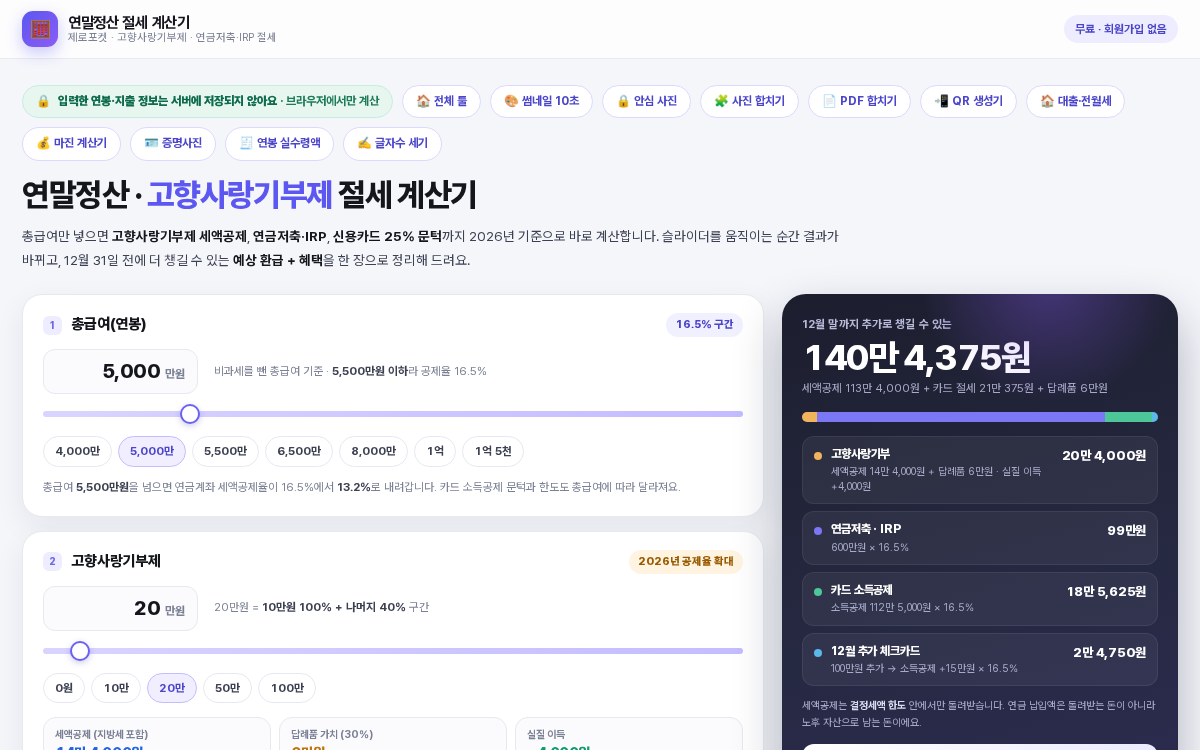 연말정산 절세 계산기
제로포켓 · 고향사랑기부제 · 연금저축·IRP 절세
무료 · 회원가입 없음
입력한 연봉·지출 정보는 서버에 저장되지 않아요 · 브라우저에서만 계산
전체 툴
썸네일 10초
안심 사진
사진 합치기
PDF 합치기
QR 생성기
대출·전월세
마진 계산기
증명사진
연봉 실수령액
글자수 세기
연말정산 · 고향사랑기부제 절세 계산기
총급여만 넣으면 고향사랑기부제 세액공제, 연금저축·IRP, 신용카드 25% 문턱까지 2026년 기준으로 바로 계산합니다. 슬라이더를 움직이는 순간 결과가
바뀌고, 12월 31일 전에 더 챙길 수 있는 예상 환급 + 혜택을 한 장으로 정리해 드려요.
1 총급여(연봉)
16.5% 구간
5,000 만원
비과세를 뺀 총급여 기준 · 5,500만원 이하라 공제율 16.5%
4,000만
5,000만
5,500만
6,500만
8,000만
1억
1억 5천
총급여 5,500만원을 넘으면 연금계좌 세액공제율이 16.5%에서 13.2%로 내려갑니다. 카드 소득공제 문턱과 한도도 총급여에 따라 달라져요.
2 고향사랑기부제
2026년 공제율 확대
20 만원
20만원 = 10만원 100% + 나머지 40% 구간
0원
10만
20만
50만
100만
세액공제 (지방세 포함)
답례품 가치 (30%)
실질 이득
12월 말까지 추가로 챙길 수 있는
140만 4,375원
세액공제 113만 4,000원 + 카드 절세 21만 375원 + 답례품 6만원
고향사랑기부
20만 4,000원
세액공제 14만 4,000원 + 답례품 6만원 · 실질 이득
+4,000원
연금저축 · IRP
99만원
600만원 × 16.5%
카드 소득공제
18만 5,625원
소득공제 112만 5,000원 × 16.5%
12월 추가 체크카드
2만 4,750원
100만원 추가 → 소득공제 +15만원 × 16.5%
세액공제는 결정세액 한도 안에서만 돌려받습니다. 연금 납입액은 돌려받는 돈이 아니라
노후 자산으로 남는 돈이에요.